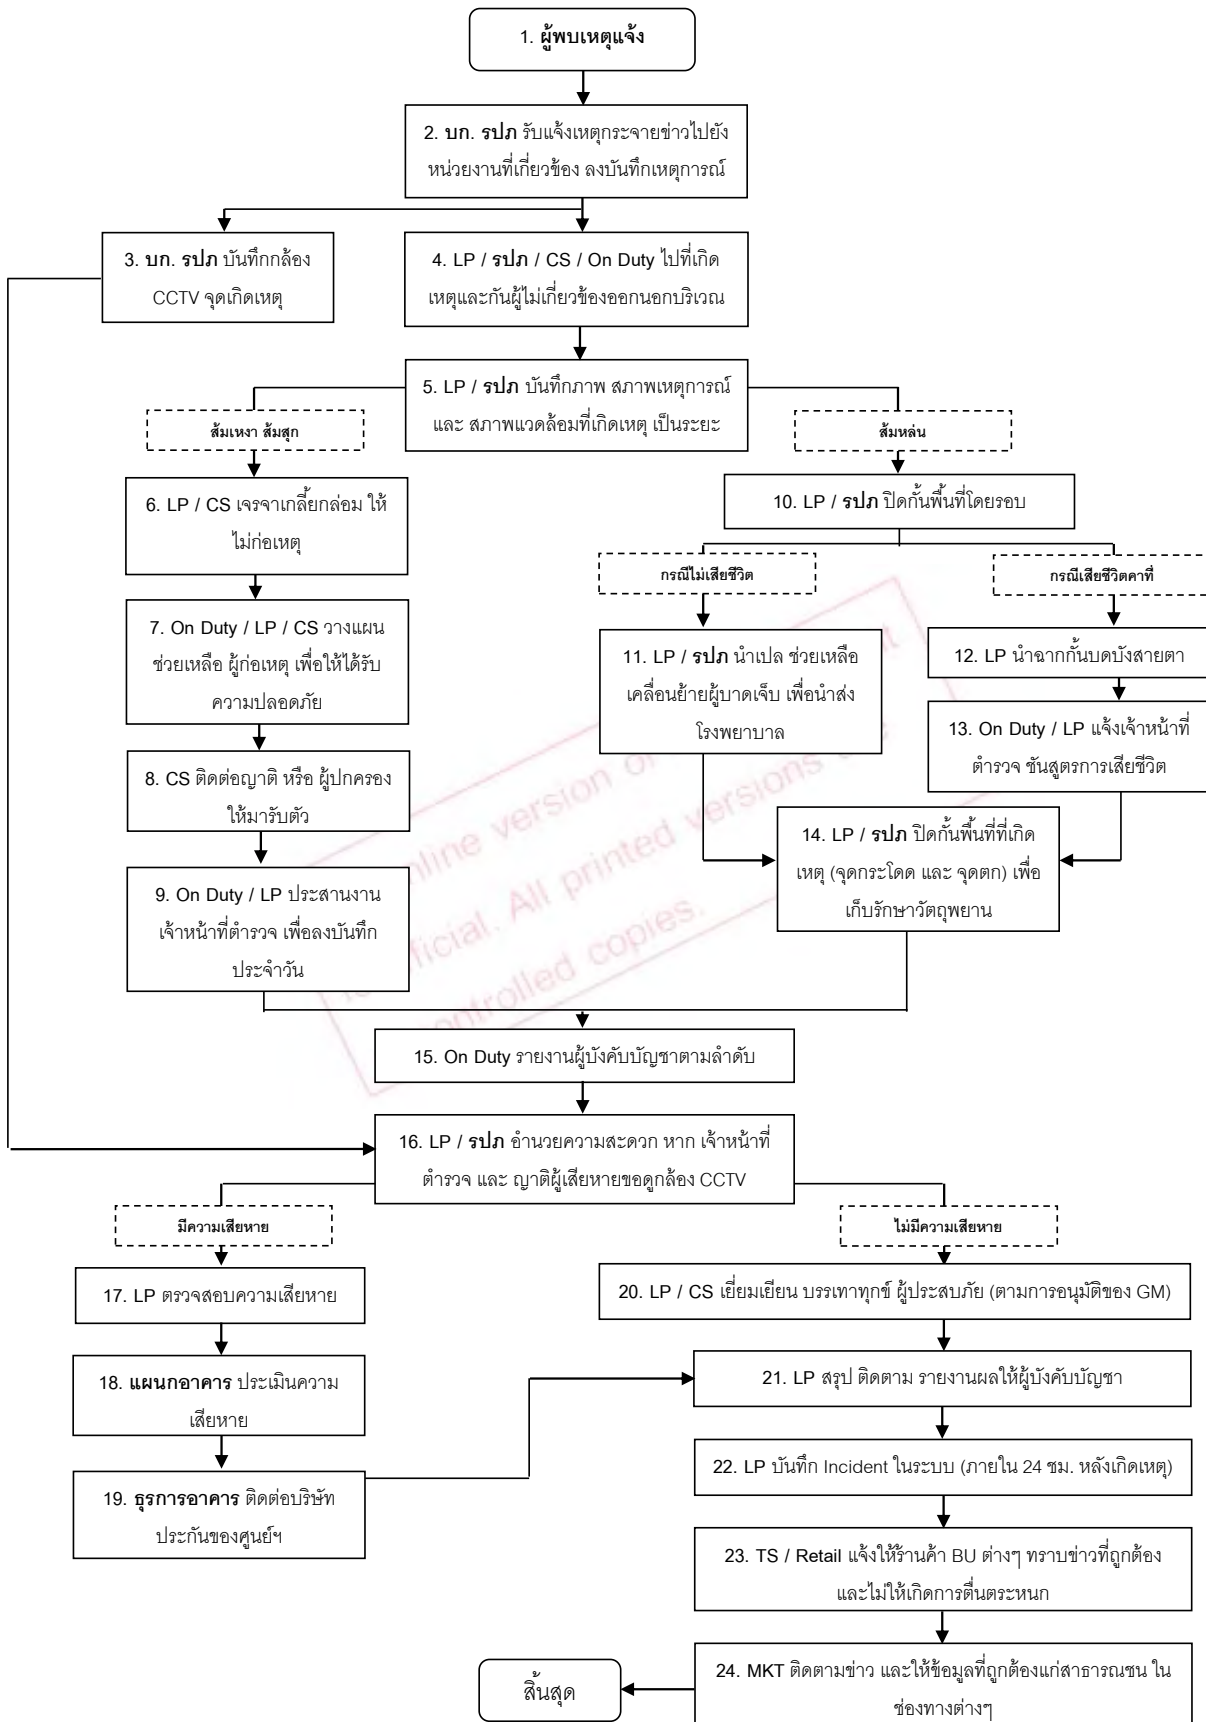 1. ผู้พบเหตุแจ้ง
2. บก. รปภ รับแจ้งเหตุกระจายข่าวไปยัง
หน่วยงานที่เกี่ยวข้อง ลงบันทึกเหตุการณ์
3. บก. รปภ บันทึกกล้อง
CCTV จุดเกิดเหตุ
4. LP / รปภ / CS / On Duty ไปที่เกิด
เหตุและกันผู้ไม่เกี่ยวข้องออกนอกบริเวณ
5. LP / รปภ บันทึกภาพ สภาพเหตุการณ์
และ สภาพแวดล้อมที่เกิดเหตุ เป็นระยะ
ส้มเหงา ส้มสุก
ส้มหล่น
6. LP / CS เจรจาเกลี้ยกล่อม ให้
ไม่ก่อเหตุ
7. On Duty / LP / CS วางแผน
ช่วยเหลือ ผู้ก่อเหตุ เพื่อให้ได้รับ
ความปลอดภัย
8. CS ติดต่อญาติ หรือ ผู้ปกครอง
ให้มารับตัว
9. On Duty / LP ประสานงาน
เจ้าหน้าที่ตำรวจ เพื่อลงบันทึก
ประจำวัน
10. LP / รปภ ปิดกั้นพื้นที่โดยรอบ
กรณีไม่เสียชีวิต
กรณีเสียชีวิตคาที่
11. LP / รปภ นำเปล ช่วยเหลือ
เคลื่อนย้ายผู้บาดเจ็บ เพื่อนำส่ง
โรงพยาบาล
12. LP นำฉากกั้นบดบังสายตา
13. On Duty / LP แจ้งเจ้าหน้าที่
ตำรวจ ชันสูตรการเสียชีวิต
14. LP / รปภ ปิดกั้นพื้นที่ที่เกิด
เหตุ (จุดกระโดด และ จุดตก) เพื่อ
เก็บรักษาวัตถุพยาน
15. On Duty รายงานผู้บังคับบัญชาตามลำดับ
16. LP / รปภ อำนวยความสะดวก หาก เจ้าหน้าที่
ตำรวจ และ ญาติผู้เสียหายขอดูกล้อง CCTV
มีความเสียหาย
ไม่มีความเสียหาย
17. LP ตรวจสอบความเสียหาย
18. แผนกอาคาร ประเมินความ
เสียหาย
19. ธุรการอาคาร ติดต่อบริษัท
ประกันของศูนย์ฯ
20. LP / CS เยี่ยมเยียน บรรเทาทุกข์ ผู้ประสบภัย (ตามการอนุมัติของ GM)
21. LP สรุป ติดตาม รายงานผลให้ผู้บังคับบัญชา
22. LP บันทึก Incident ในระบบ (ภายใน 24 ชม. หลังเกิดเหตุ)
23. TS / Retail แจ้งให้ร้านค้า BU ต่างๆ ทราบข่าวที่ถูกต้อง
และไม่ให้เกิดการตื่นตระหนก
24. MKT ติดตามข่าว และให้ข้อมูลที่ถูกต้องแก่สาธารณชน ใน
ช่องทางต่างๆ
สิ้นสุด
version
All printed versions
copies.